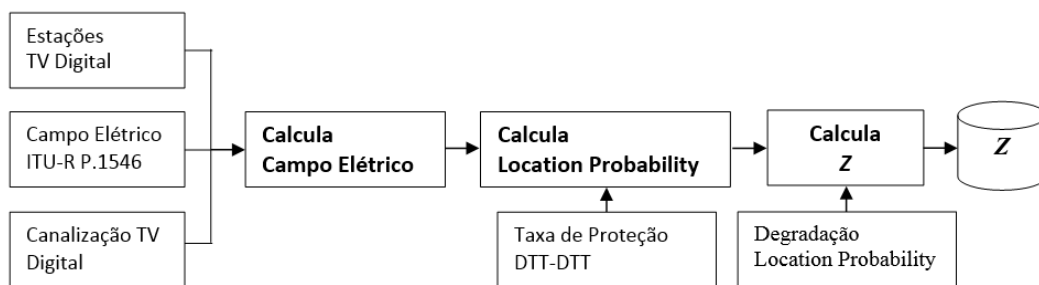 Estações
TV Digital
Campo Elétrico
ITU-R P.1546
Canalização TV
Digital
Calcula
Campo Elétrico
Calcula
Location Probability
Taxa de Proteção
DTT-DTT
Calcula
Z
Degradação
Location Probability
Z